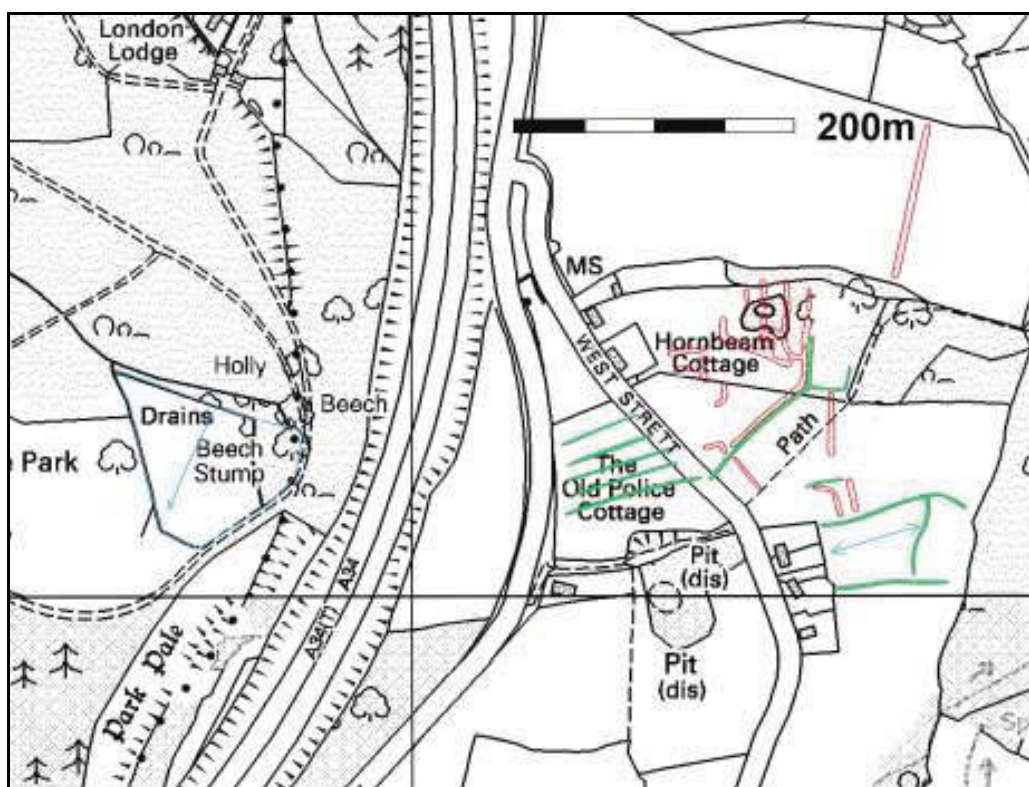 London
Lodge
200m
MS
Hornbeam
Cottage
WEST STRETT
Holly
Beech
Drains
Beech
Stump
Park
Path
The
Old Police
Cottage
Pit
(dis)
Pit
(dis)
A34
A34(T)
Park Pale